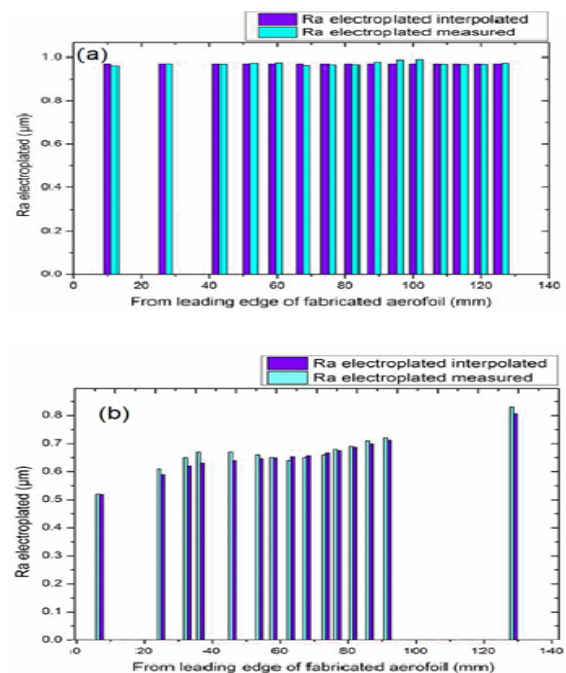 Ra electroplated interpolated
Ra electroplated measured
(a)
Ra electroplated (µm)
1.0
0.8
0.6
0.4
0.2
0.0
0 20 40 60 80 100 120 140
From leading edge of fabricated aerofoil (mm)
Ra electroplated interpolated
Ra electroplated measured
(b)
Ra electroplated (µm)
0.8
0.7
0.6
0.5
0.4
0.3
0.2
0.1
0.0
0 20 40 60 80 100 120 140
From leading edge of fabricated aerofoil (mm)